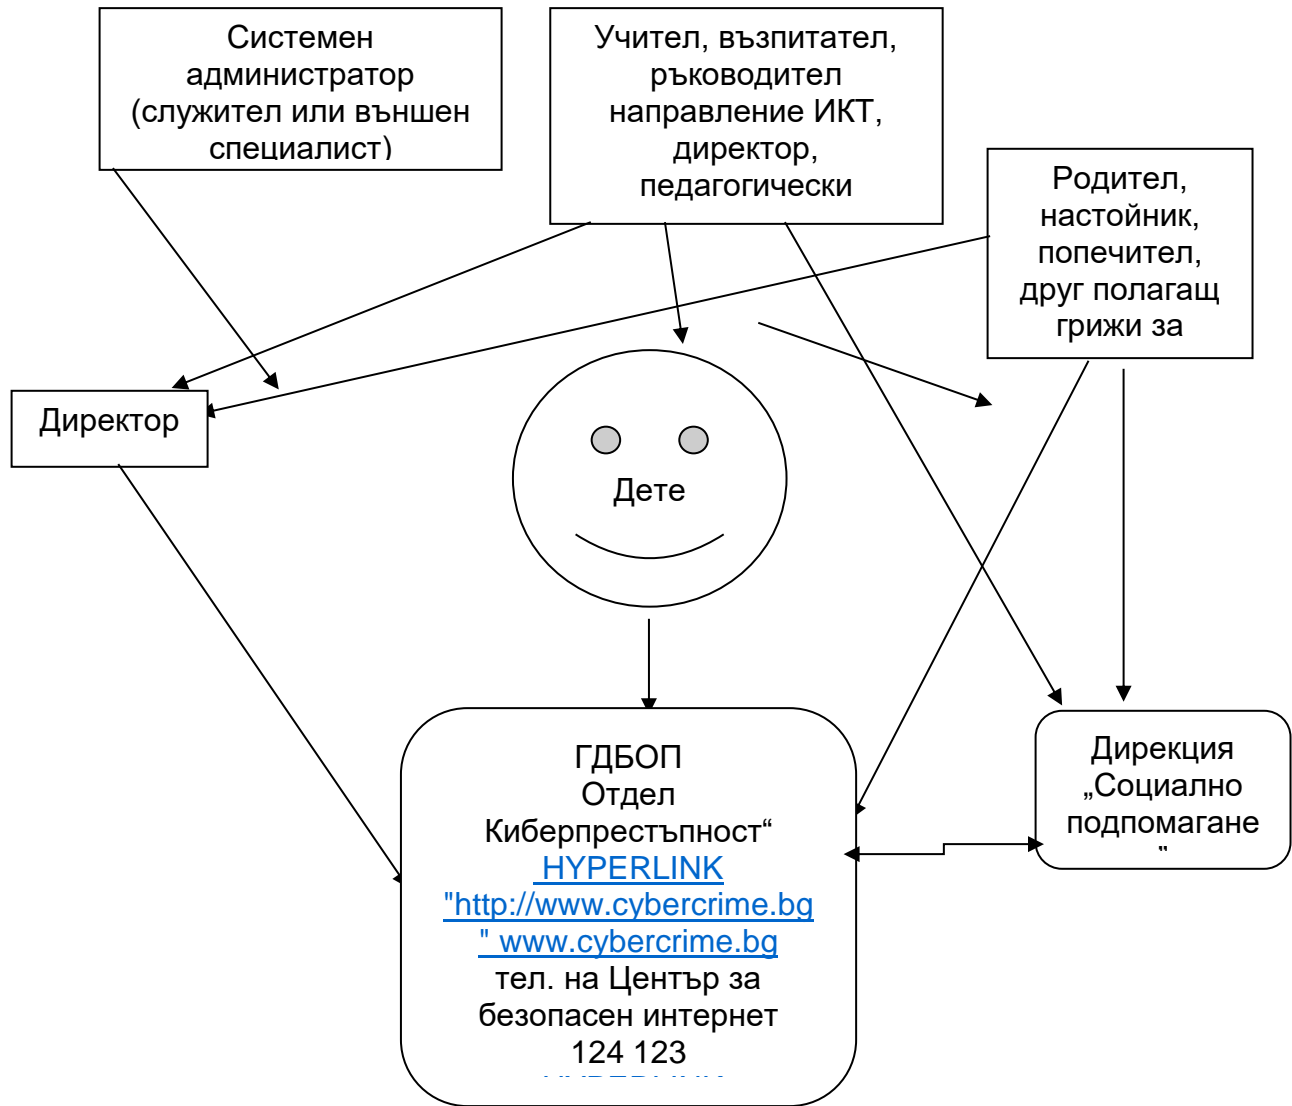 Системен
администратор
(служител или външен
специалист)
Учител, възпитател,
ръководител
направление ИКТ,
директор,
педагогически
Родител,
настойник,
попечител,
друг полагащ
грижи за
Директор
Дете
ГДБОП
Отдел
Киберпрестъпност“
HYPERLINK
"http://www.cybercrime.bg
" www.cybercrime.bg
тел. на Център за
безопасен интернет
124 123
Дирекция
„Социално
подпомагане
"